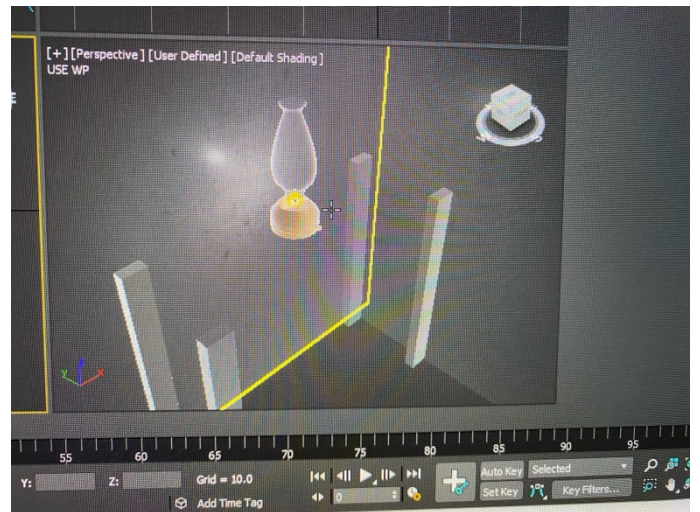 [+] [Perspective ] [User Defined ] [Default Shading ]
USE WP
z
y
x
55 60 65 70 75 80 85 90 95
Y: Z: Grid = 10.0 Auto Key Selected
0 Set Key Key Filters...
Add Time Tag